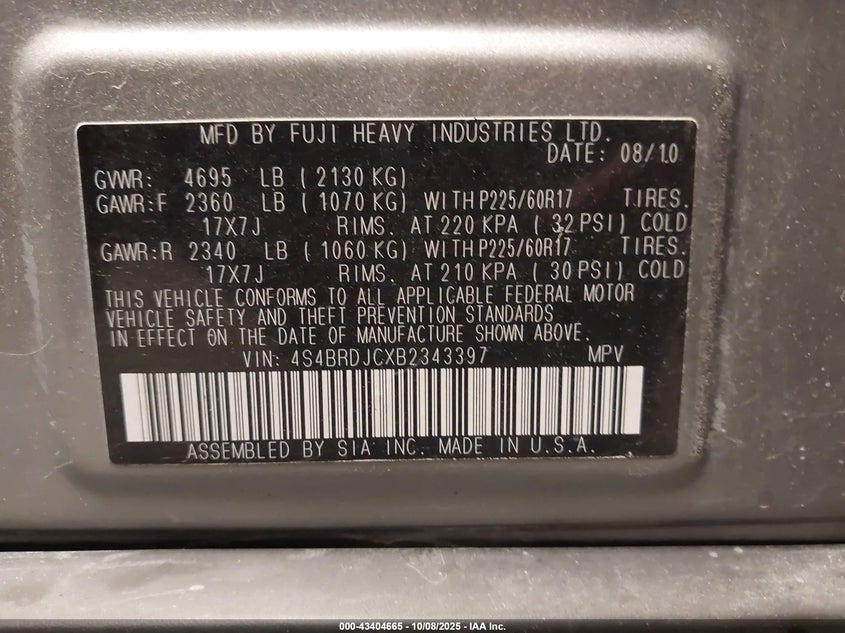 MFD BY FUJI HEAVY INDUSTRIES LTD.
DATE: 08/10
GVWR: 4695 LB ( 2130 KG)
GAWR:F 2360 LB ( 1070 KG) WITH P225/60R17 TIRES.
17X7J RIMS. AT 220 KPA ( 32 PSI) COLD
GAWR:R 2340 LB ( 1060 KG) WITH P225/60R17 TIRES.
17X7J RIMS. AT 210 KPA ( 30 PSI) COLD
THIS VEHICLE CONFORMS TO ALL APPLICABLE FEDERAL MOTOR
VEHICLE SAFETY AND THEFT PREVENTION STANDARDS
IN EFFECT ON THE DATE OF MANUFACTURE SHOWN ABOVE.
VIN: 4S4BRDJCXB2343397 MPV
ASSEMBLED BY SIA INC. MADE IN U.S.A.
000-43404665 - 10/08/2025 - IAA Inc.